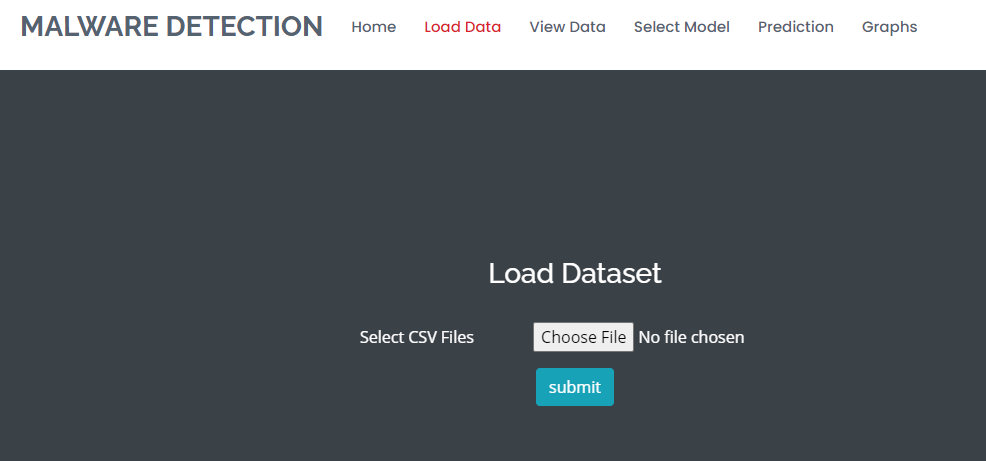 MALWARE DETECTION Home Load Data View Data Select Model Prediction Graphs
Load Dataset
Select CSV Files Choose File No file chosen
submit